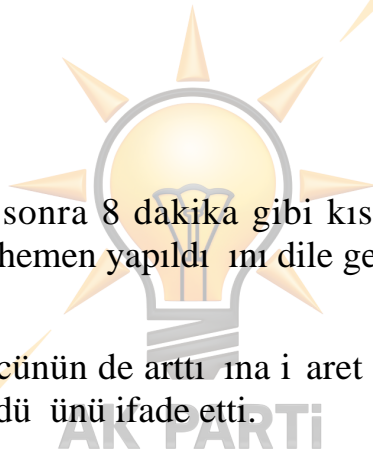 sonra 8 dakika gibi kıs
hemen yapıldı ını dile ge
cünün de arttı ına i aret
dü ünü ifade etti.
AK PARTi